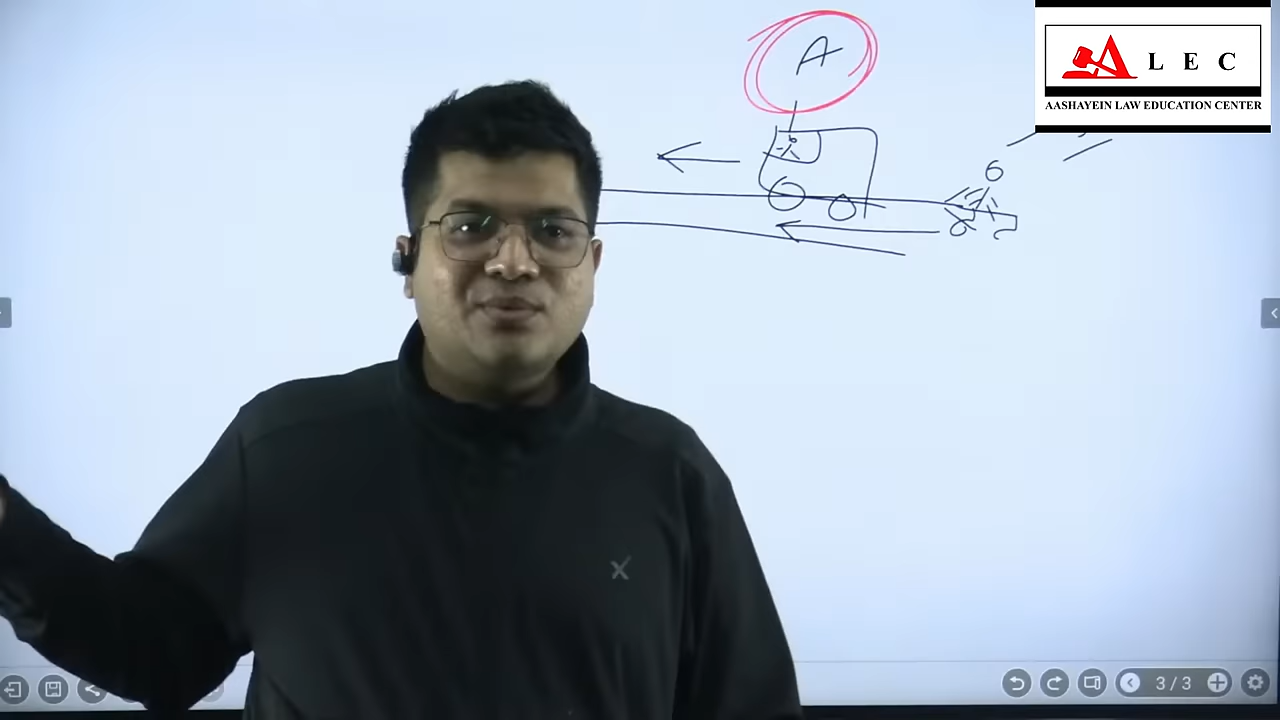 A
A L E C
AASHAYEIN LAW EDUCATION CENTER
X
3 / 3